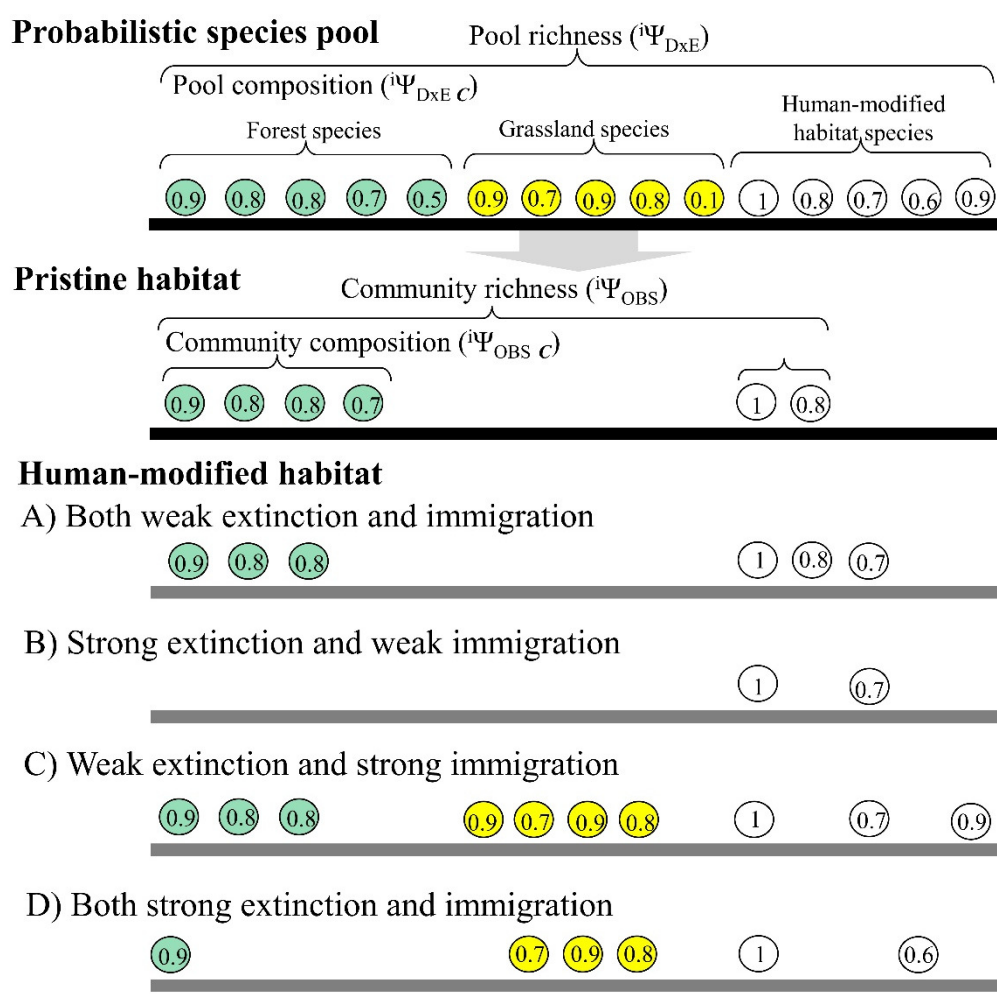 Probabilistic species pool
Pool richness (ⁱΨDxE)
Pool composition (ⁱΨDxE C)
Forest species
Grassland species
Human-modified
habitat species
0.9 0.8 0.8 0.7 0.5 0.9 0.7 0.9 0.8 0.1 1 0.8 0.7 0.6 0.9
Pristine habitat
Community richness (ⁱΨOBS)
Community composition (ⁱΨOBS C)
0.9 0.8 0.8 0.7 1 0.8
Human-modified habitat
A) Both weak extinction and immigration
0.9 0.8 0.8 1 0.8 0.7
B) Strong extinction and weak immigration
1 0.7
C) Weak extinction and strong immigration
0.9 0.8 0.8 0.9 0.7 0.9 0.8 1 0.7 0.9
D) Both strong extinction and immigration
0.9 0.7 0.9 0.8 1 0.6